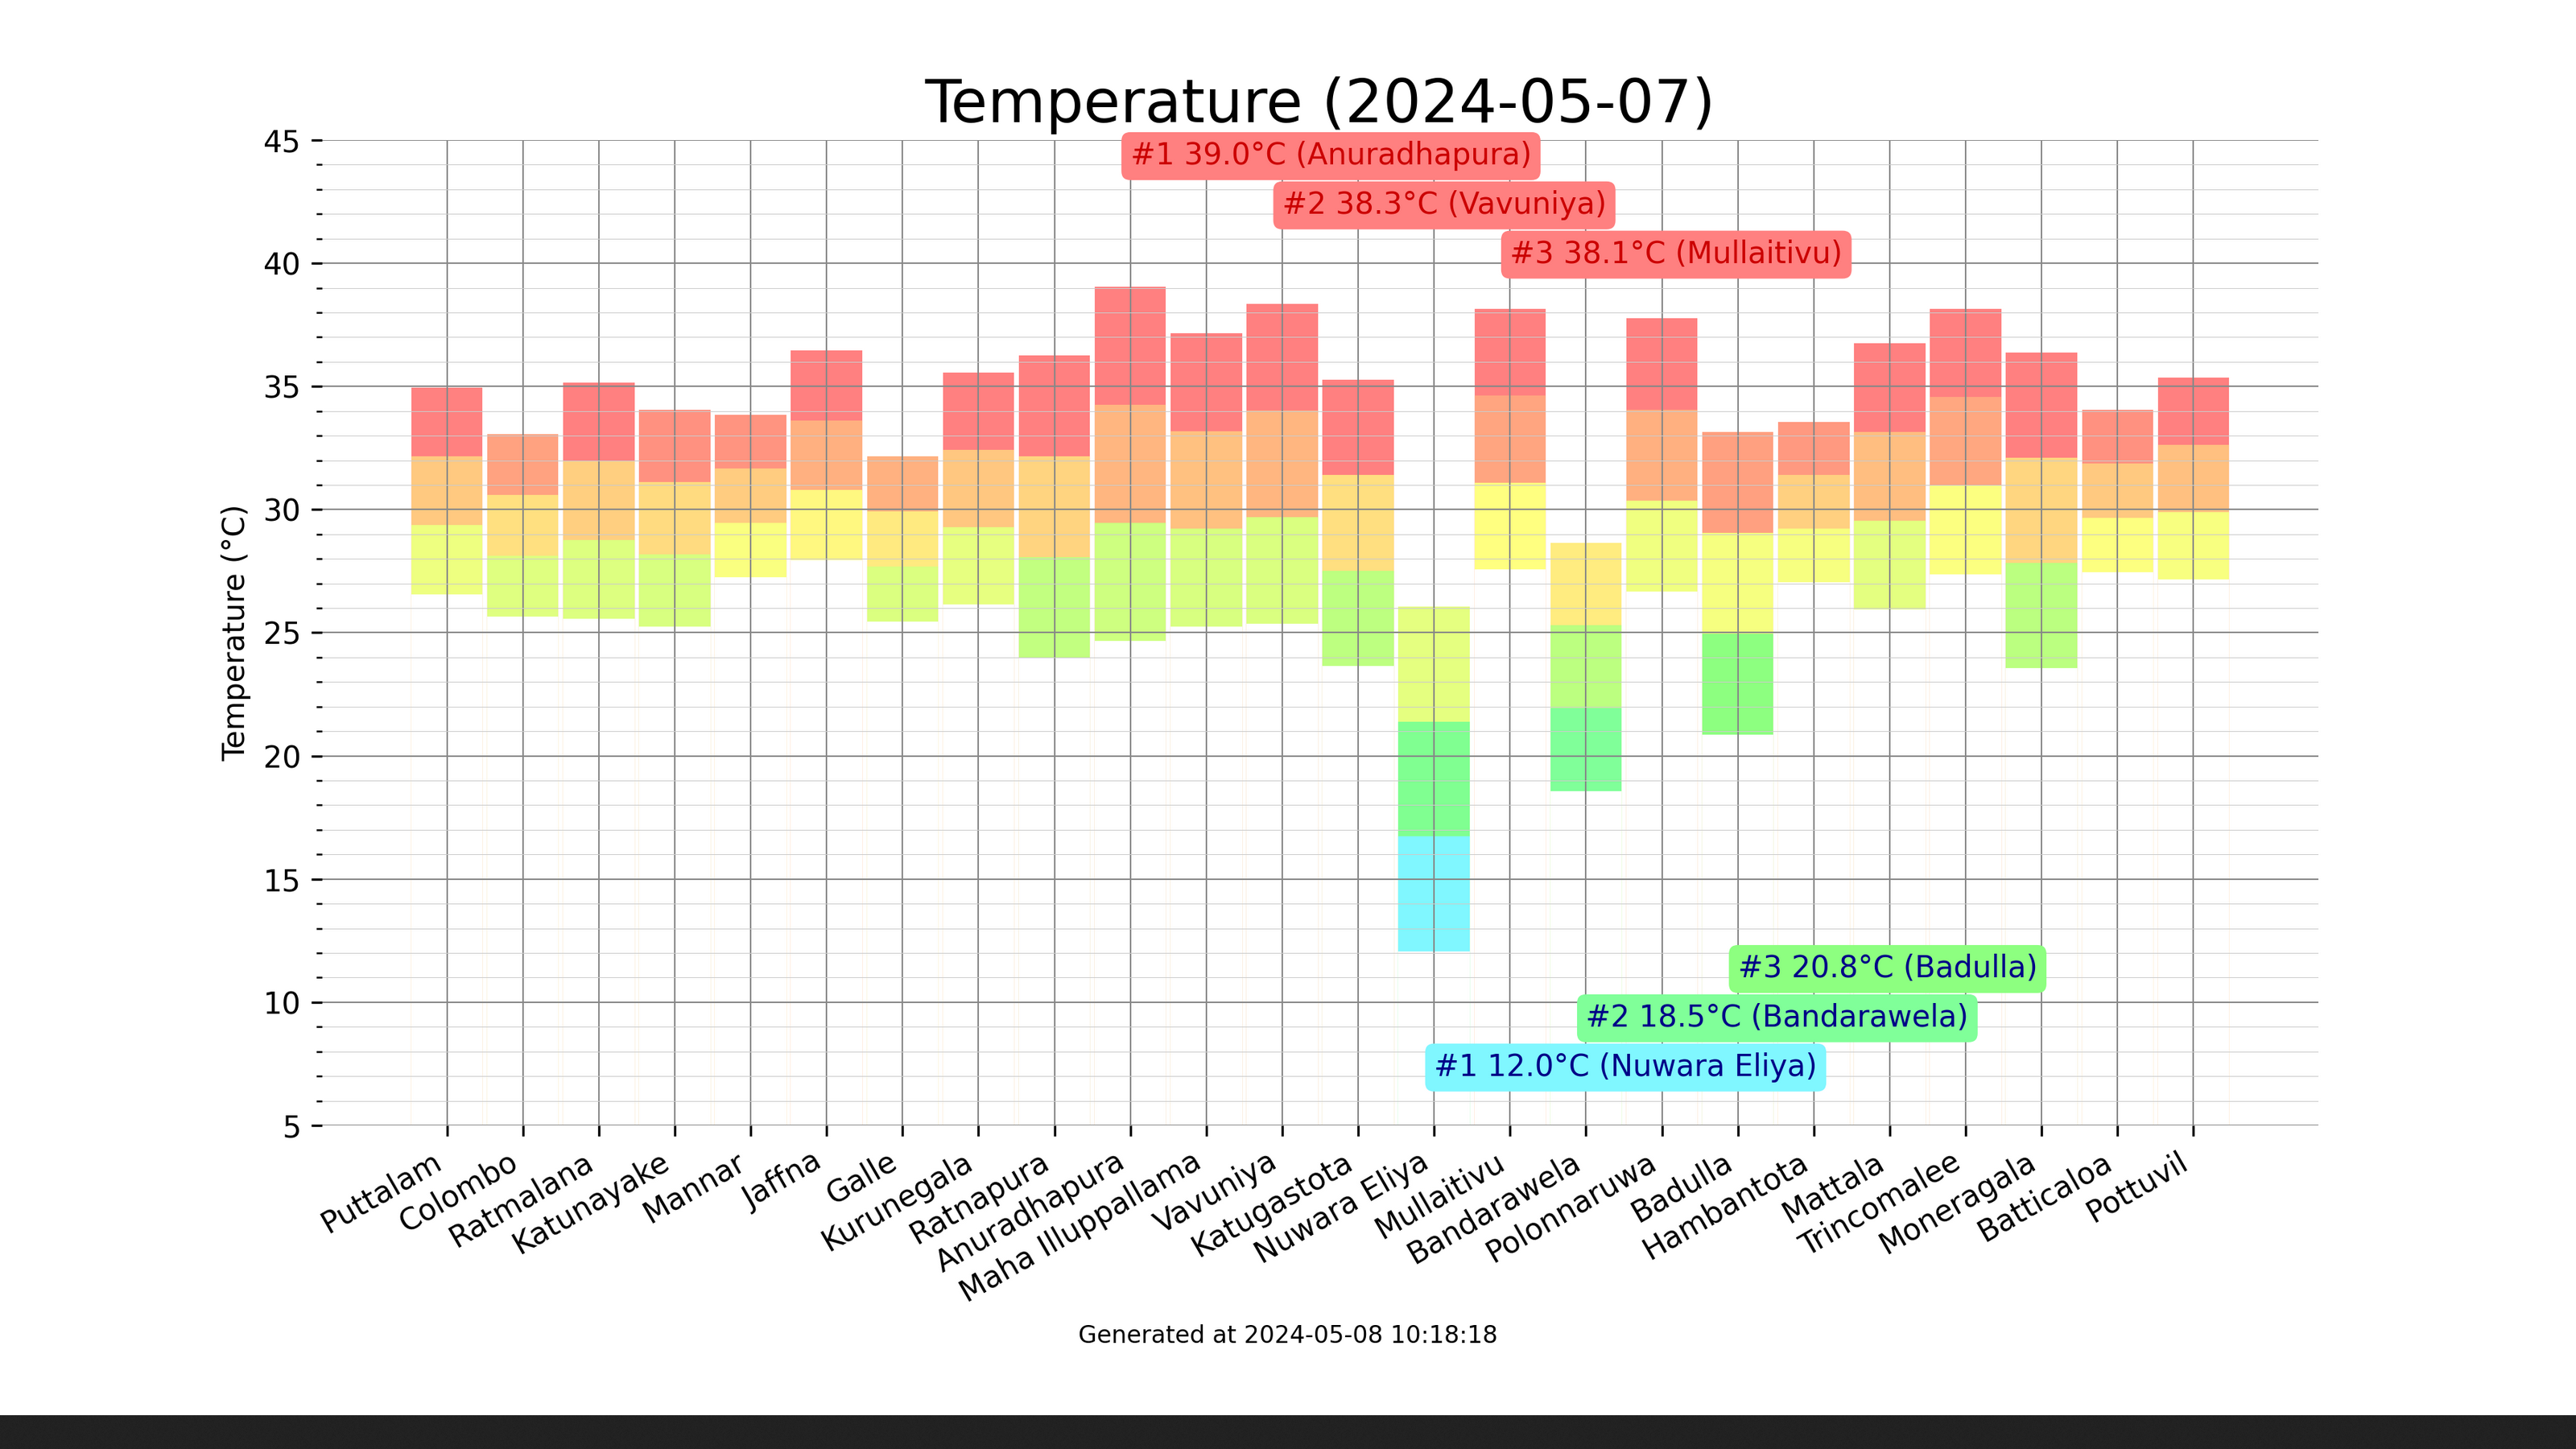 Temperature (2024-05-07)
#1 39.0°C (Anuradhapura)
#2 38.3°C (Vavuniya)
#3 38.1°C (Mullaitivu)
Temperature (°C)
45
40
35
30
25
20
15
10
5
#3 20.8°C (Badulla)
#2 18.5°C (Bandarawela)
#1 12.0°C (Nuwara Eliya)
Puttalam
Colombo
Ratmalana
Katunayake
Mannar
Jaffna
Galle
Kurunegala
Ratnapura
Anuradhapura
Maha Illuppallama
Vavuniya
Katugastota
Nuwara Eliya
Mullaitivu
Bandarawela
Polonnaruwa
Badulla
Hambantota
Mattala
Trincomalee
Moneragala
Batticaloa
Pottuvil
Generated at 2024-05-08 10:18:18